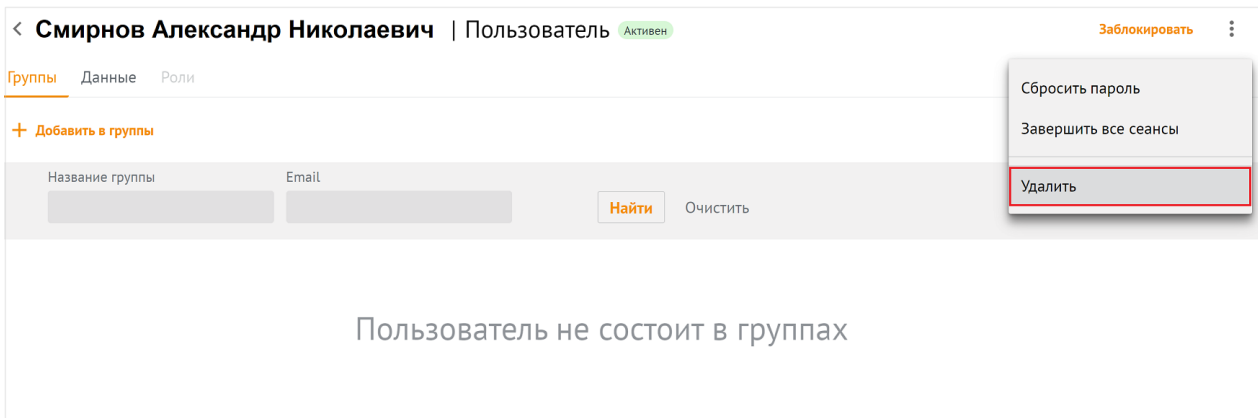 Смирнов Александр Николаевич | Пользователь Активен Заблокировать
Группы Данные Роли
Сбросить пароль
Завершить все сеансы
Удалить
+ Добавить в группы
Название группы Email
Найти Очистить
Пользователь не состоит в группах